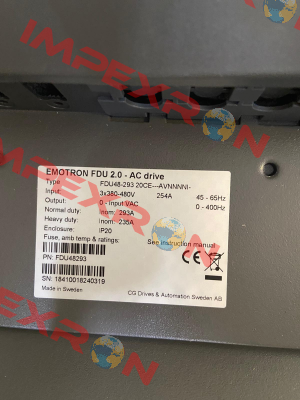 IMPEXRON
EMOTRON FDU 2.0 - AC drive
Type FDU48-293 20CE---AVNNNNI-
Input: 3x380-480V 254A 45 - 65Hz
Output: 0 - Input VAC 0 - 400Hz
Normal duty: Inom: 293A
Heavy duty: Inom: 235A
Enclosure: IP20
Fuse, amb temp & ratings: See instruction manual
PN: FDU48293
SN: 18410018240319
Made in Sweden CG Drives & Automation Sweden AB
CE